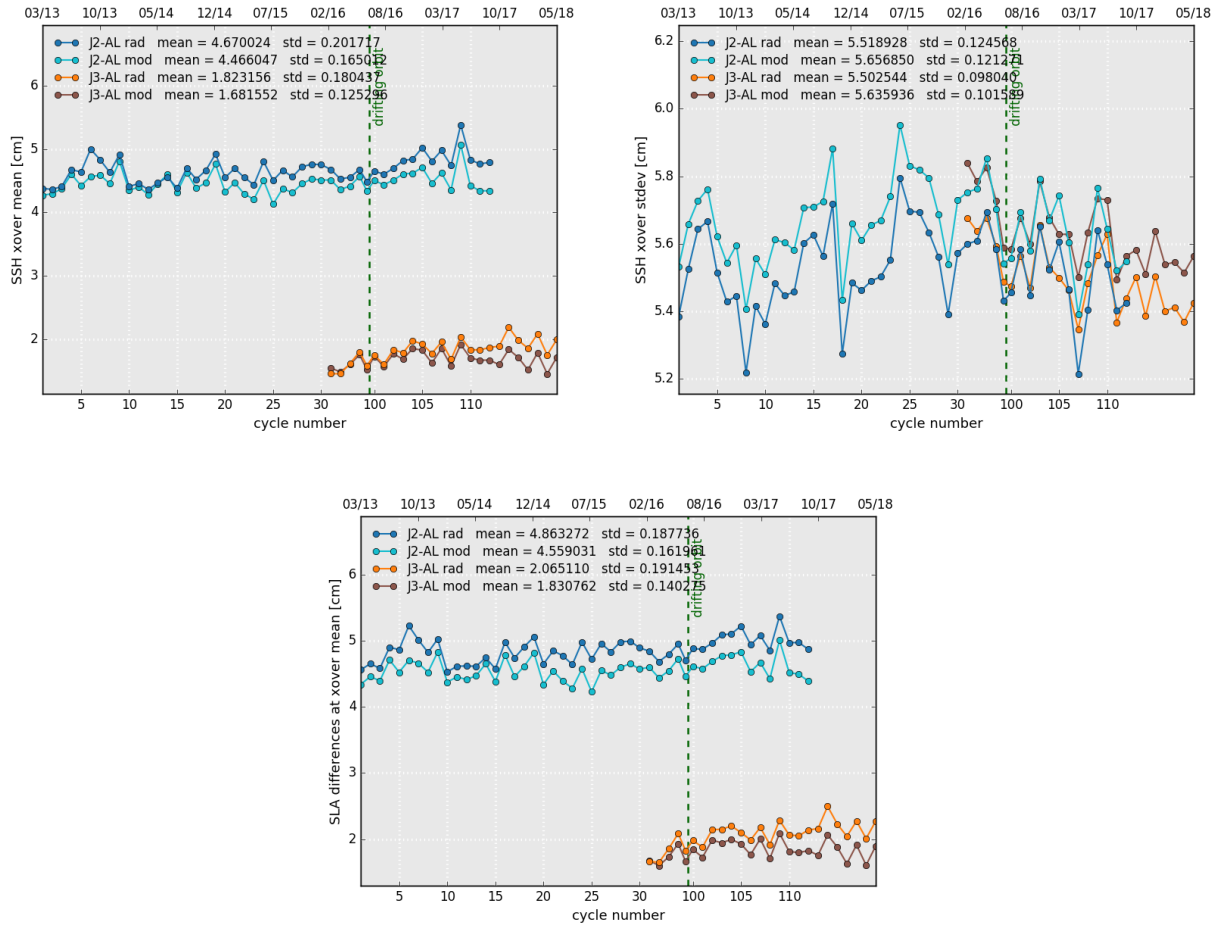 03/13 10/13 05/14 12/14 07/15 02/16 08/16 03/17 10/17 05/18
J2-AL rad mean = 4.670024 std = 0.201717
J2-AL mod mean = 4.466047 std = 0.165012
J3-AL rad mean = 1.823156 std = 0.180437
J3-AL mod mean = 1.681552 std = 0.125296
drifting orbit
SSH xover mean [cm]
6
5
4
3
2
5 10 15 20 25 30 100 105 110
cycle number
03/13 10/13 05/14 12/14 07/15 02/16 08/16 03/17 10/17 05/18
J2-AL rad mean = 5.518928 std = 0.124568
J2-AL mod mean = 5.656850 std = 0.121271
J3-AL rad mean = 5.502544 std = 0.098040
J3-AL mod mean = 5.635936 std = 0.101589
drifting orbit
SSH xover stdev [cm]
6.2
6.0
5.8
5.6
5.4
5.2
5 10 15 20 25 30 100 105 110
cycle number
03/13 10/13 05/14 12/14 07/15 02/16 08/16 03/17 10/17 05/18
J2-AL rad mean = 4.863272 std = 0.187736
J2-AL mod mean = 4.559031 std = 0.161961
J3-AL rad mean = 2.065110 std = 0.191453
J3-AL mod mean = 1.830762 std = 0.140275
drifting orbit
SLA differences at xover mean [cm]
6
5
4
3
2
5 10 15 20 25 30 100 105 110
cycle number